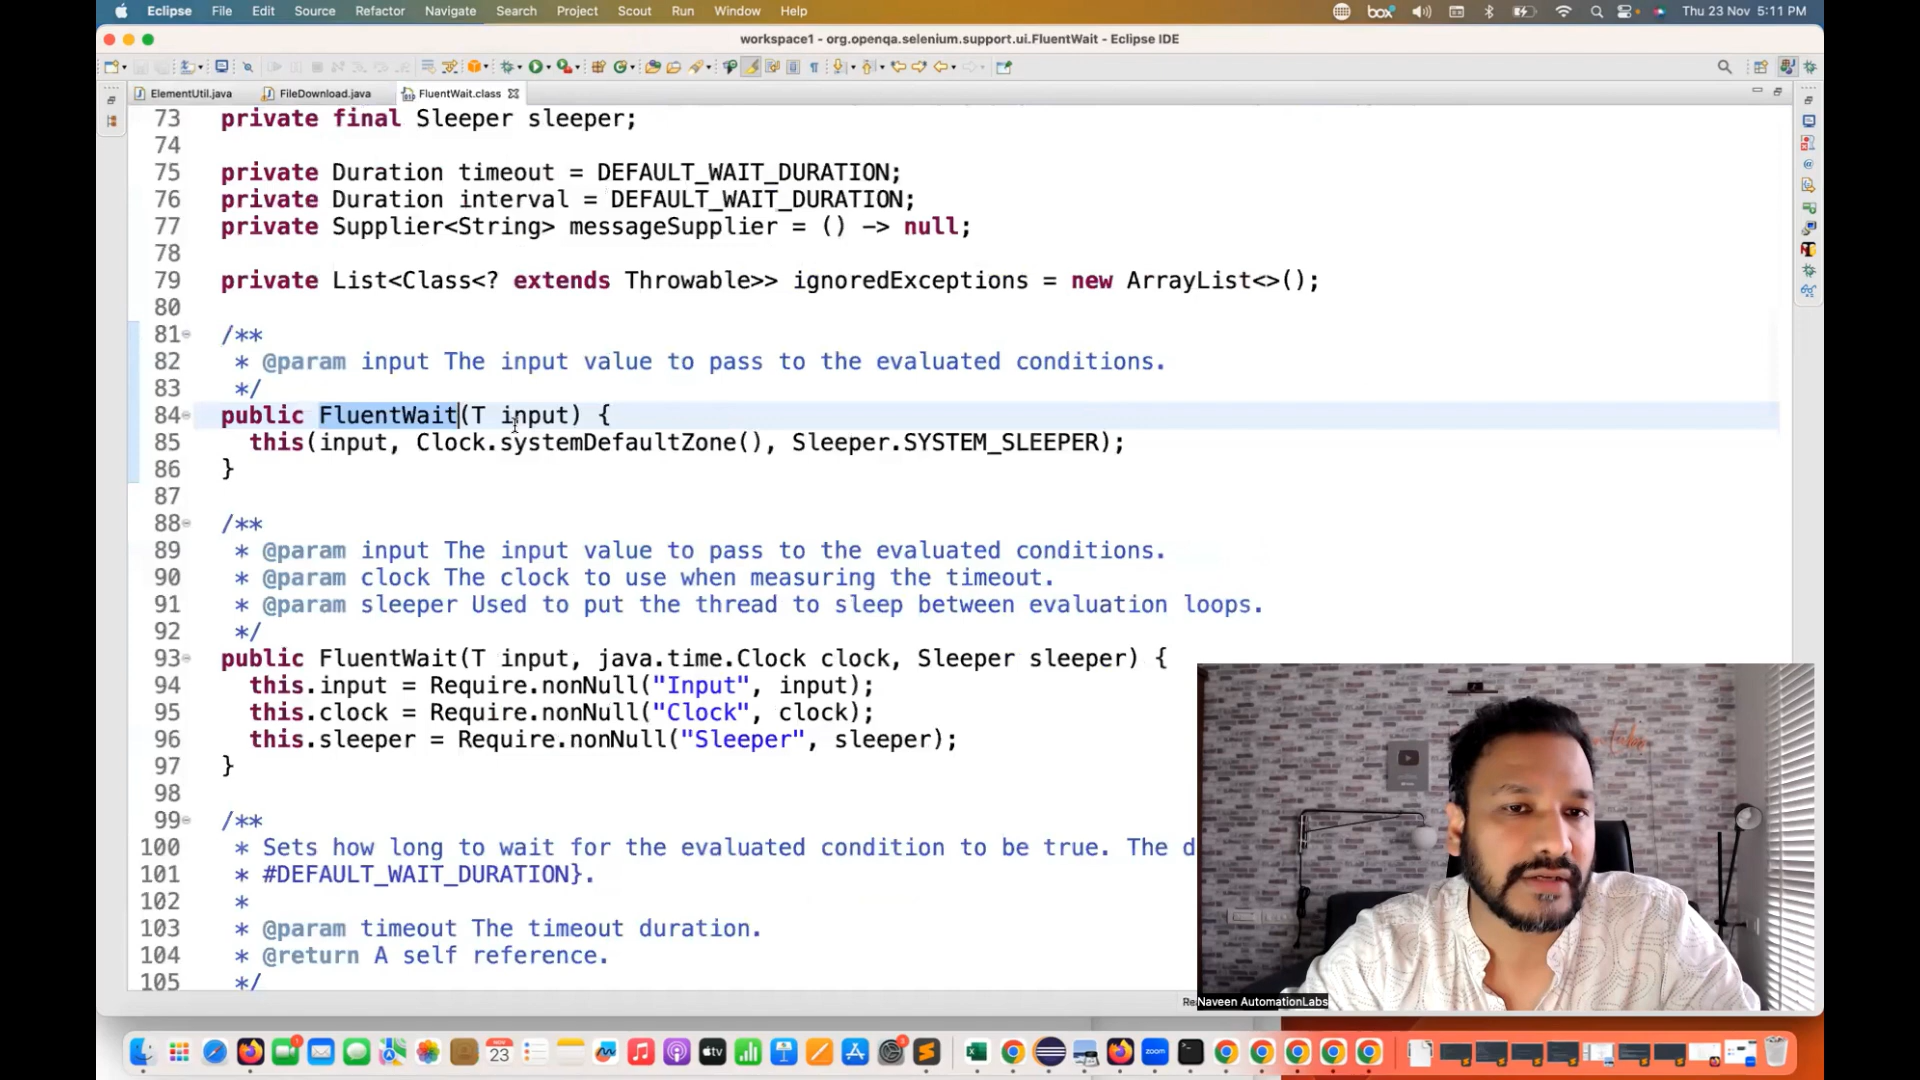 Eclipse File Edit Source Refactor Navigate Search Project Scout Run Window Help box Thu 23 Nov 5:11 PM
workspace1 - org.openqa.selenium.support.ui.FluentWait - Eclipse IDE
ElementUtil.java FileDownload.java FluentWait.class
73 private final Sleeper sleeper;
74
75 private Duration timeout = DEFAULT_WAIT_DURATION;
76 private Duration interval = DEFAULT_WAIT_DURATION;
77 private Supplier<String> messageSupplier = () -> null;
78
79 private List<Class<? extends Throwable>> ignoredExceptions = new ArrayList<>();
80
81 /**
82 * @param input The input value to pass to the evaluated conditions.
83 */
84 public FluentWait(T input) {
85 this(input, Clock.systemDefaultZone(), Sleeper.SYSTEM_SLEEPER);
86 }
87
88 /**
89 * @param input The input value to pass to the evaluated conditions.
90 * @param clock The clock to use when measuring the timeout.
91 * @param sleeper Used to put the thread to sleep between evaluation loops.
92 */
93 public FluentWait(T input, java.time.Clock clock, Sleeper sleeper) {
94 this.input = Require.nonNull("Input", input);
95 this.clock = Require.nonNull("Clock", clock);
96 this.sleeper = Require.nonNull("Sleeper", sleeper);
97 }
98
99 /**
100 * Sets how long to wait for the evaluated condition to be true. The d
101 * #DEFAULT_WAIT_DURATION}.
102 *
103 * @param timeout The timeout duration.
104 * @return A self reference.
105 */
Naveen AutomationLabs
NOV
23
tv
zoom